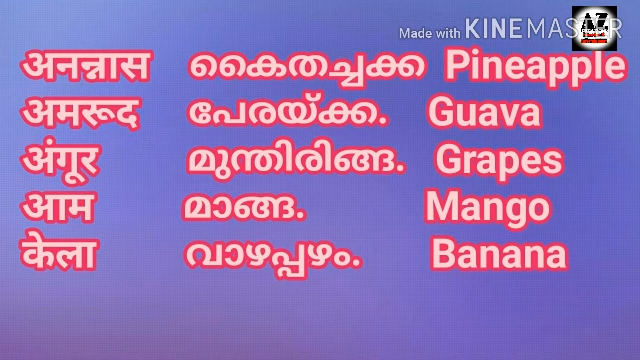 Made with KINEMASTER
अनन्नास കൈതച്ചക്ക Pineapple
अमरूद പേരയ്ക്ക. Guava
अंगूर മുന്തിരിങ്ങ. Grapes
आम മാങ്ങ. Mango
केला വാഴപ്പഴം. Banana